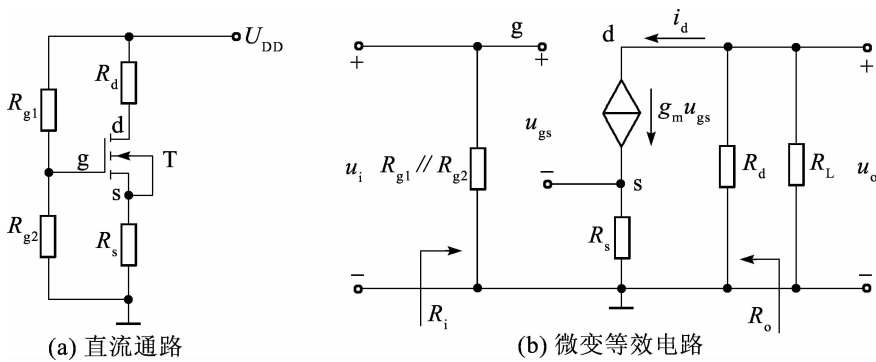 U_DD
R_d
R_g1
d
g
T
s
R_g2
R_s
(a) 直流通路
g
d
i_d
+
+
+
g_m u_gs
u_gs
u_i
R_g1 // R_g2
R_d
R_L
u_o
−
s
R_s
−
−
R_i
R_o
(b) 微变等效电路